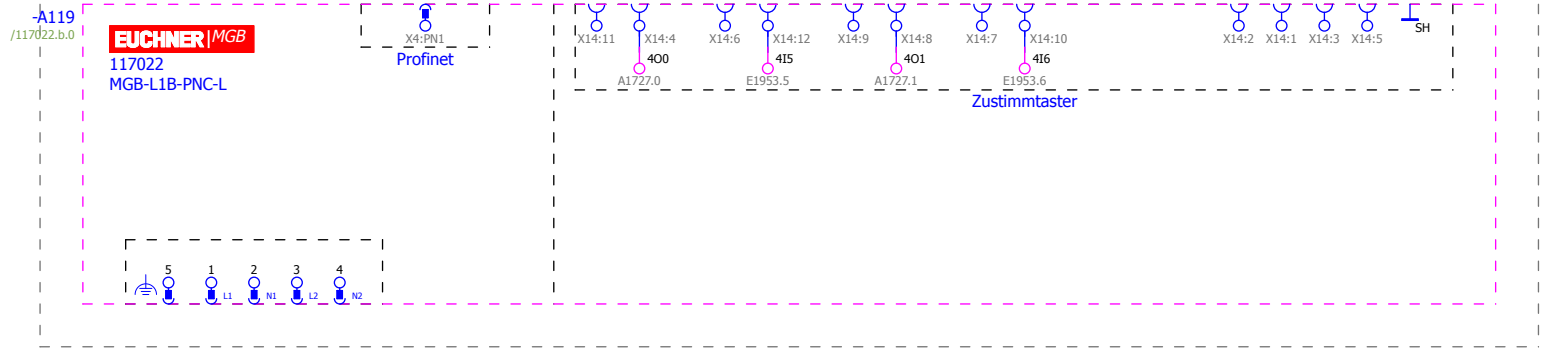 -A119
/117022.b.0
EUCHNER|MGB
117022
MGB-L1B-PNC-L
X4:PN1
Profinet
X14:11 X14:4 X14:6 X14:12 X14:9 X14:8 X14:7 X14:10 X14:2 X14:1 X14:3 X14:5 SH
4O0 4I5 4O1 4I6
A1727.0 E1953.5 A1727.1 E1953.6
Zustimmtaster
5 1 2 3 4
L1 N1 L2 N2